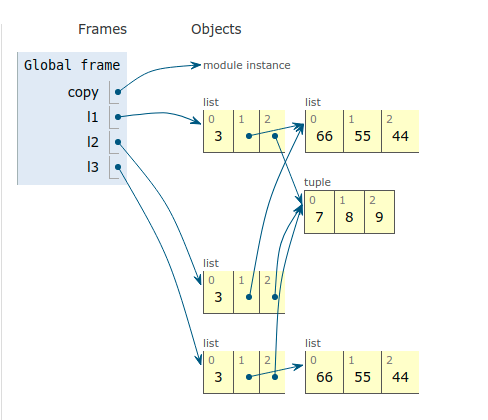 Frames Objects
Global frame
copy
module instance
l1
list
0 1 2
3
list
0 1 2
66 55 44
l2
l3
tuple
0 1 2
7 8 9
list
0 1 2
3
list
0 1 2
3
list
0 1 2
66 55 44